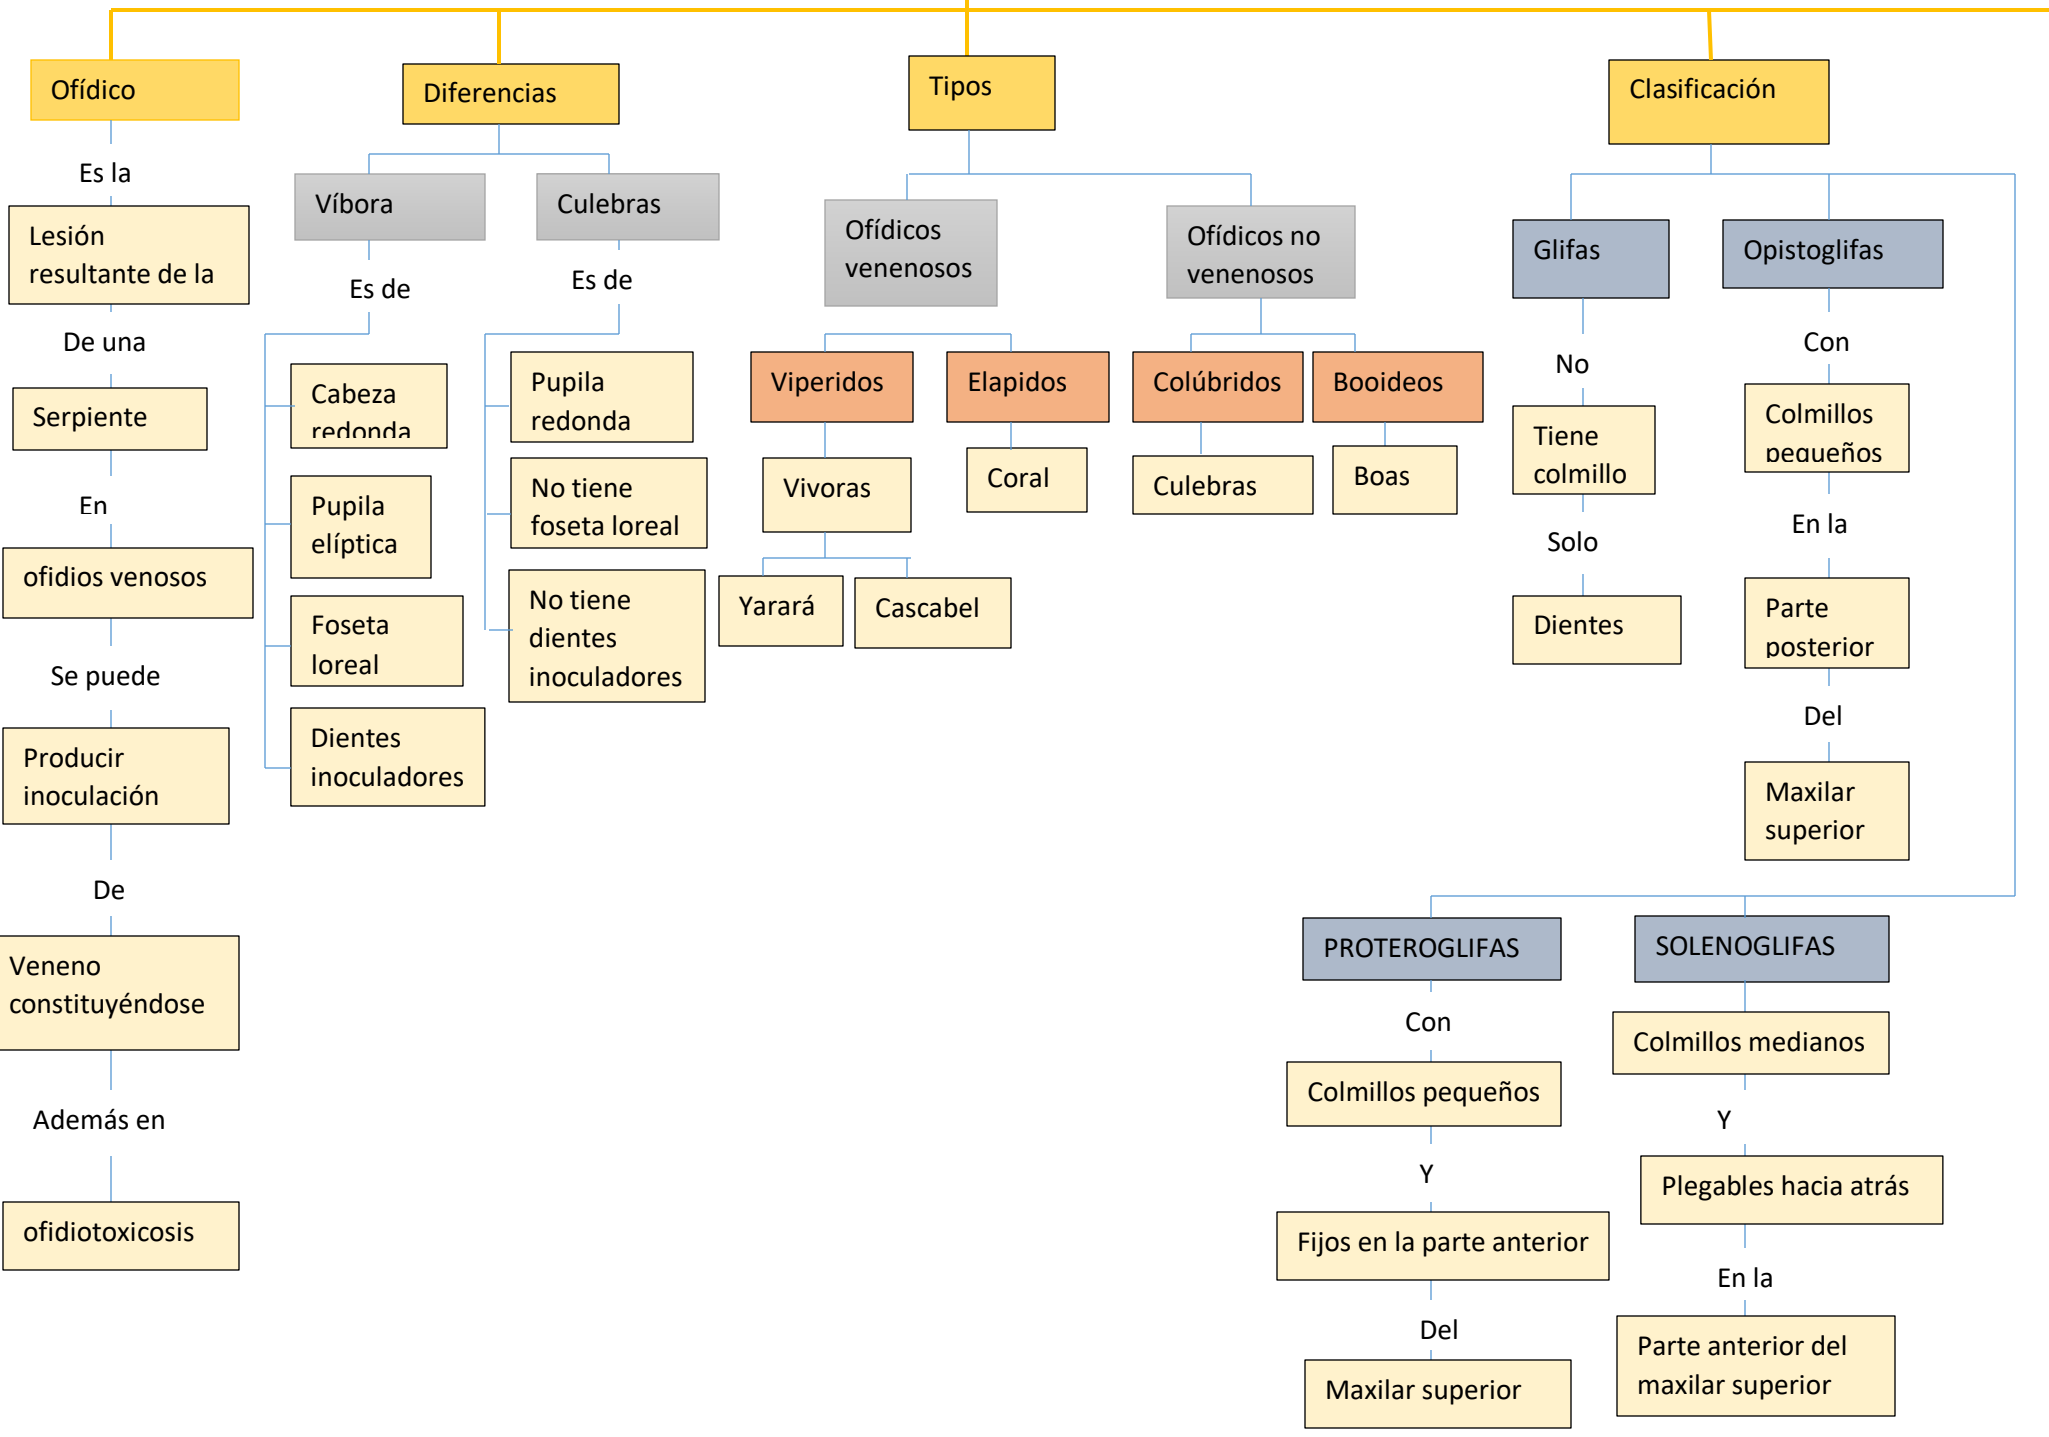 Ofídico
Es la
Lesión
resultante de la
De una
Serpiente
En
ofidios venosos
Se puede
Producir
inoculación
De
Veneno
constituyéndose
Además en
ofidiotoxicosis
Diferencias
Víbora
Es de
Cabeza
redonda
Pupila
elíptica
Foseta
loreal
Dientes
inoculadores
Culebras
Es de
Pupila
redonda
No tiene
foseta loreal
No tiene
dientes
inoculadores
Tipos
Ofídicos
venenosos
Viperidos
Vivoras
Yarará
Cascabel
Elapidos
Coral
Ofídicos no
venenosos
Colúbridos
Culebras
Booideos
Boas
Clasificación
Glifas
No
Tiene
colmillo
Solo
Dientes
Opistoglifas
Con
Colmillos
pequeños
En la
Parte
posterior
Del
Maxilar
superior
PROTEROGLIFAS
Con
Colmillos pequeños
Y
Fijos en la parte anterior
Del
Maxilar superior
SOLENOGLIFAS
Colmillos medianos
Y
Plegables hacia atrás
En la
Parte anterior del
maxilar superior